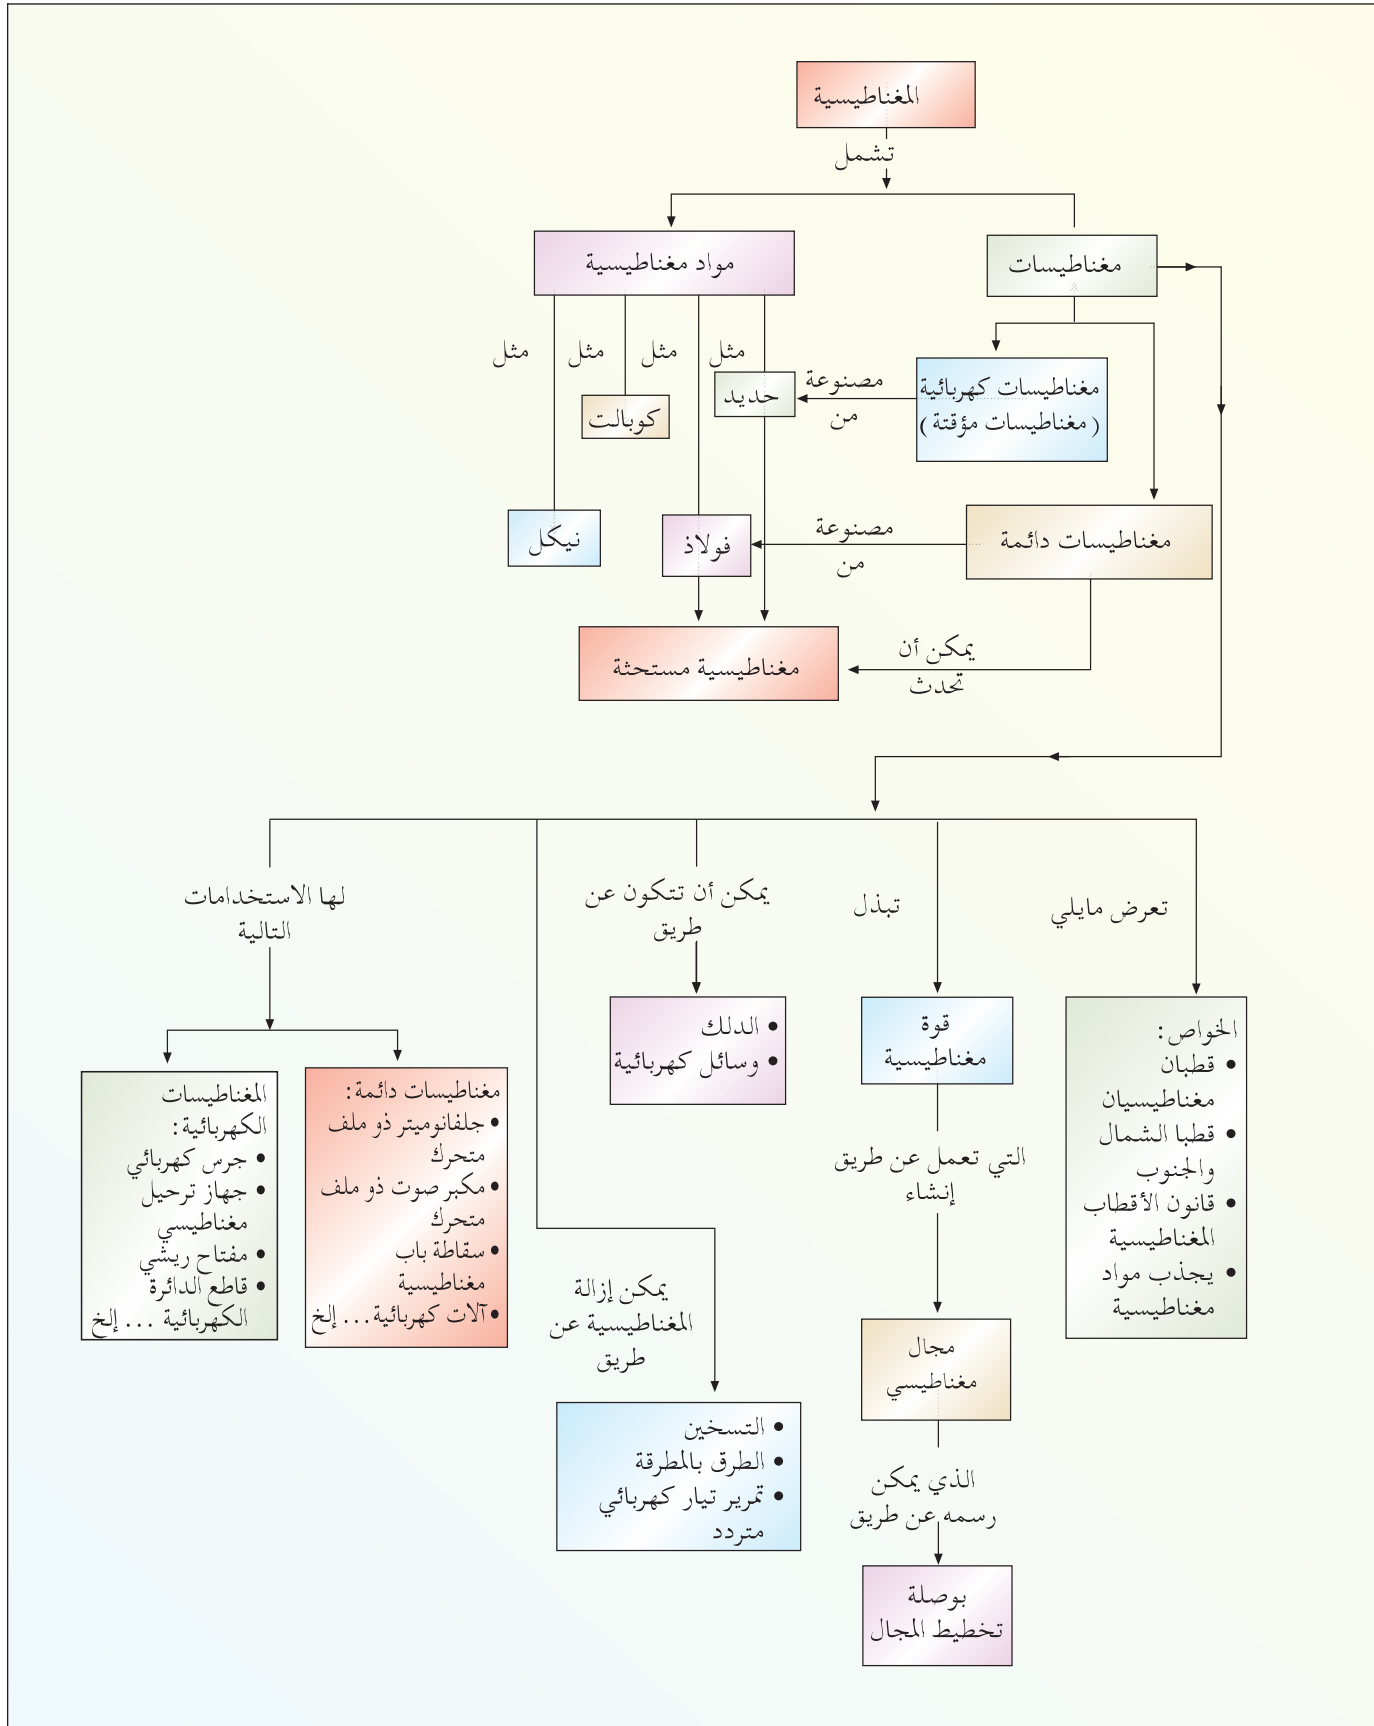 المغناطيسية
تشمل
مغناطيسات
مواد مغناطيسية
مثل
مثل
مثل
مثل
مغناطيسات كهربائية
(مغناطيسات مؤقتة)
مصنوعة
من
حديد
كوبالت
مغناطيسات دائمة
مصنوعة
من
فولاذ
نيكل
يمكن أن
تحدث
مغناطيسية مستحثة
تعرض مايلي
الخواص:
• قطبان
مغناطيسيان
• قطبا الشمال
والجنوب
• قانون الأقطاب
المغناطيسية
• يجذب مواد
مغناطيسية
تبذل
قوة
مغناطيسية
التي تعمل عن طريق
إنشاء
مجال
مغناطيسي
الذي يمكن
رسمه عن طريق
بوصلة
تخطيط المجال
يمكن أن تتكون عن
طريق
• الدلك
• وسائل كهربائية
يمكن إزالة
المغناطيسية عن
طريق
• التسخين
• الطرق بالمطرقة
• تمرير تيار كهربائي
متردد
لها الاستخدامات
التالية
مغناطيسات دائمة:
• جلفانوميتر ذو ملف
متحرك
• مكبر صوت ذو ملف
متحرك
• سقاطة باب
مغناطيسية
• آلات كهربائية... إلخ
المغناطيسات
الكهربائية:
• جرس كهربائي
• جهاز ترحيل
مغناطيسي
• مفتاح ريشي
• قاطع الدائرة
الكهربائية ... إلخ